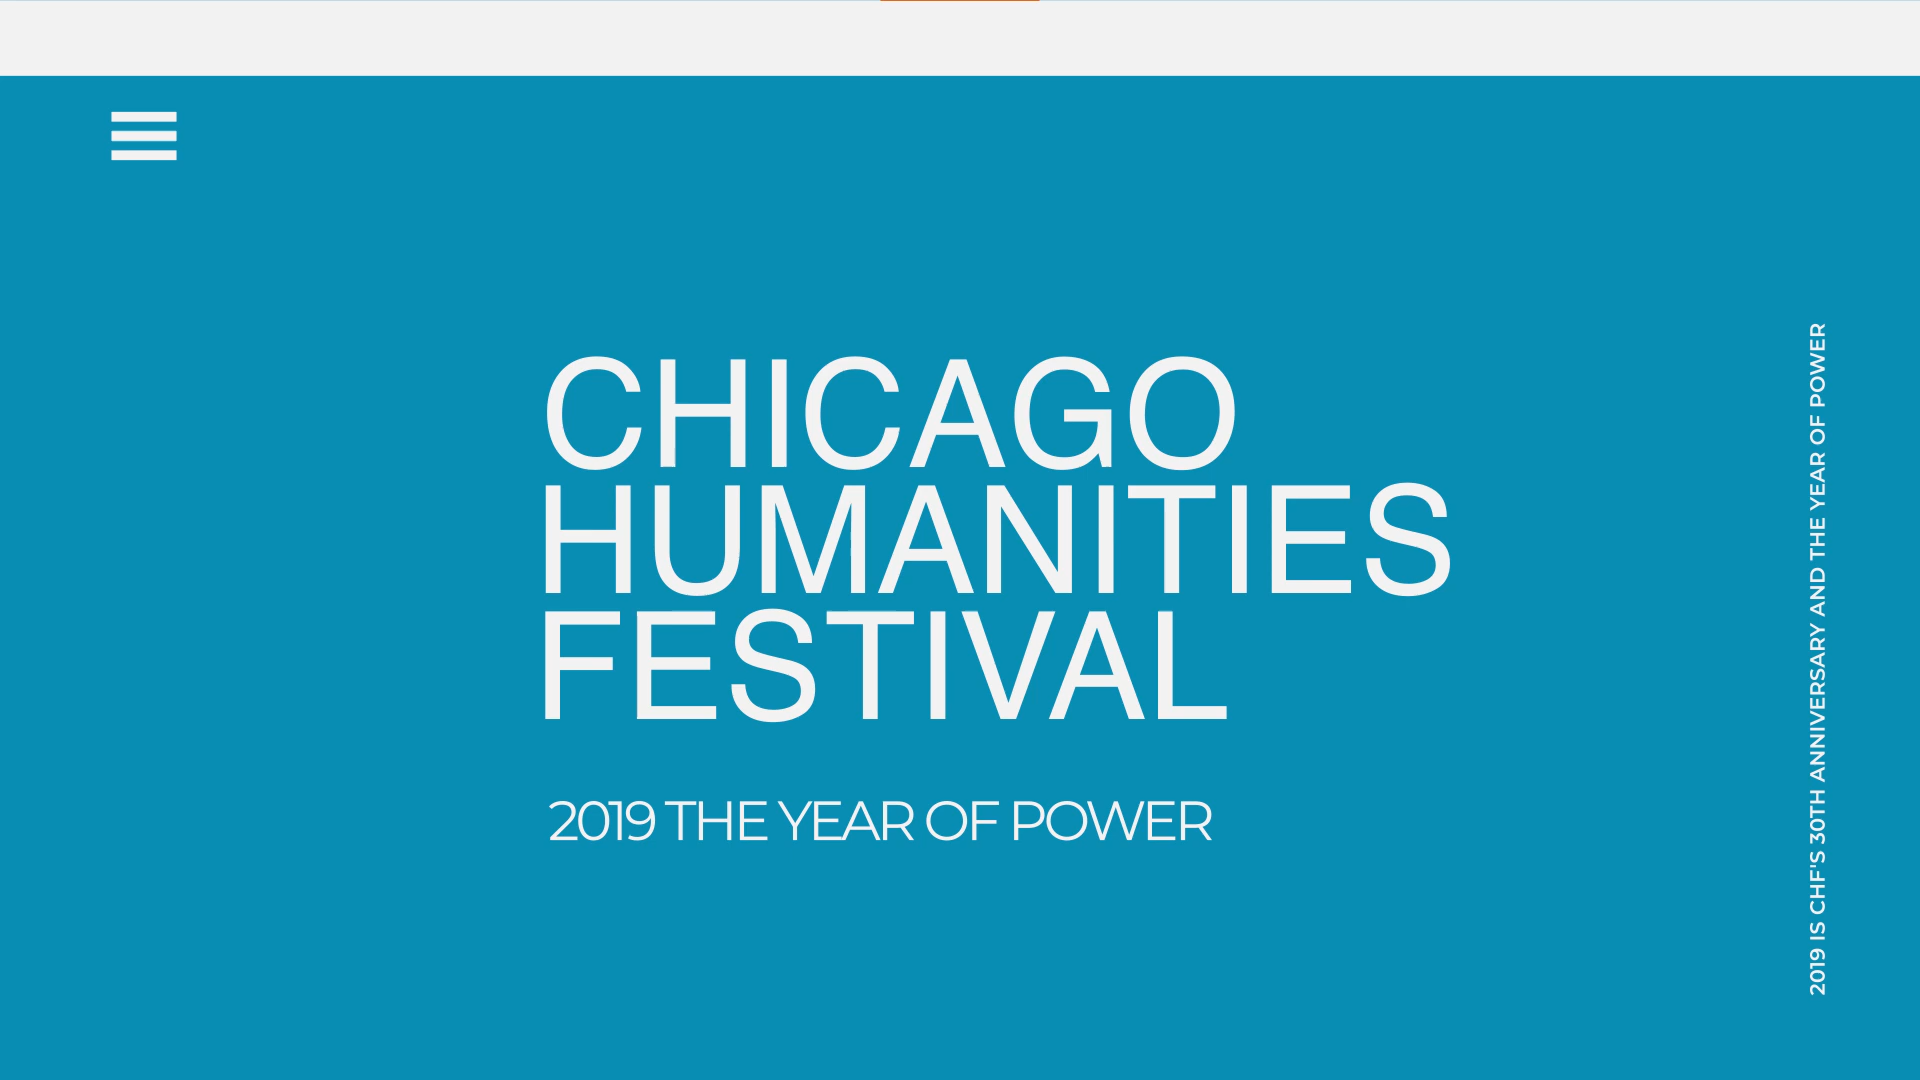 CHICAGO
HUMANITIES
FESTIVAL
2019 THE YEAR OF POWER
2019 IS CHF'S 30TH ANNIVERSARY AND THE YEAR OF POWER